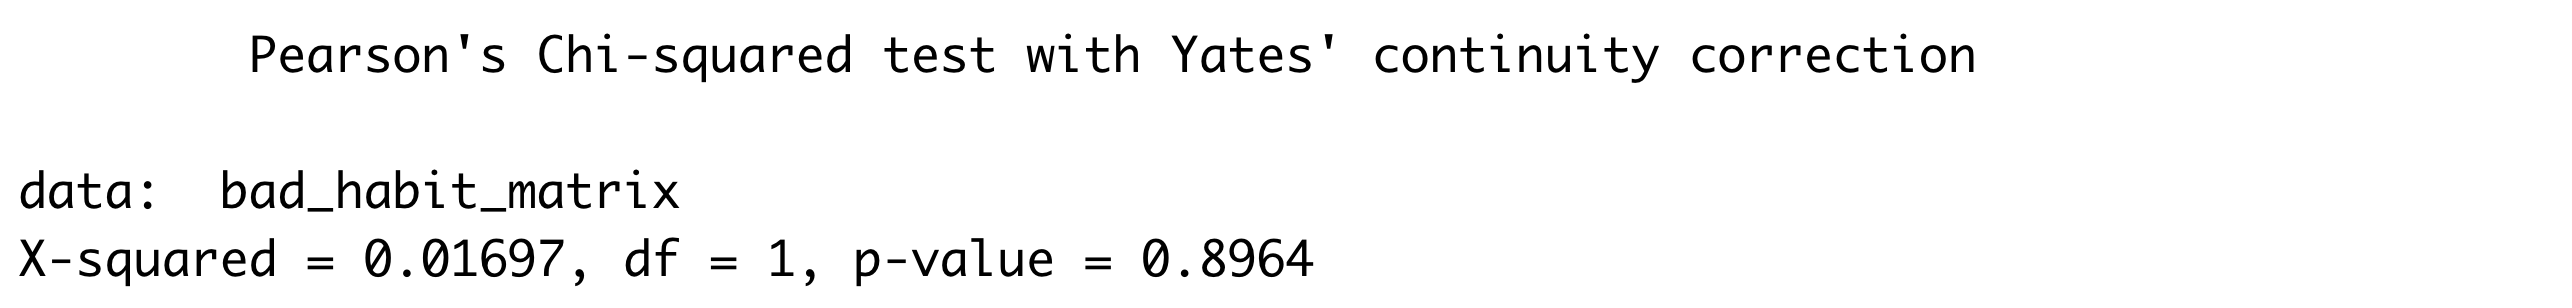 Pearson's Chi-squared test with Yates' continuity correction
data:  bad_habit_matrix
X-squared = 0.01697, df = 1, p-value = 0.8964